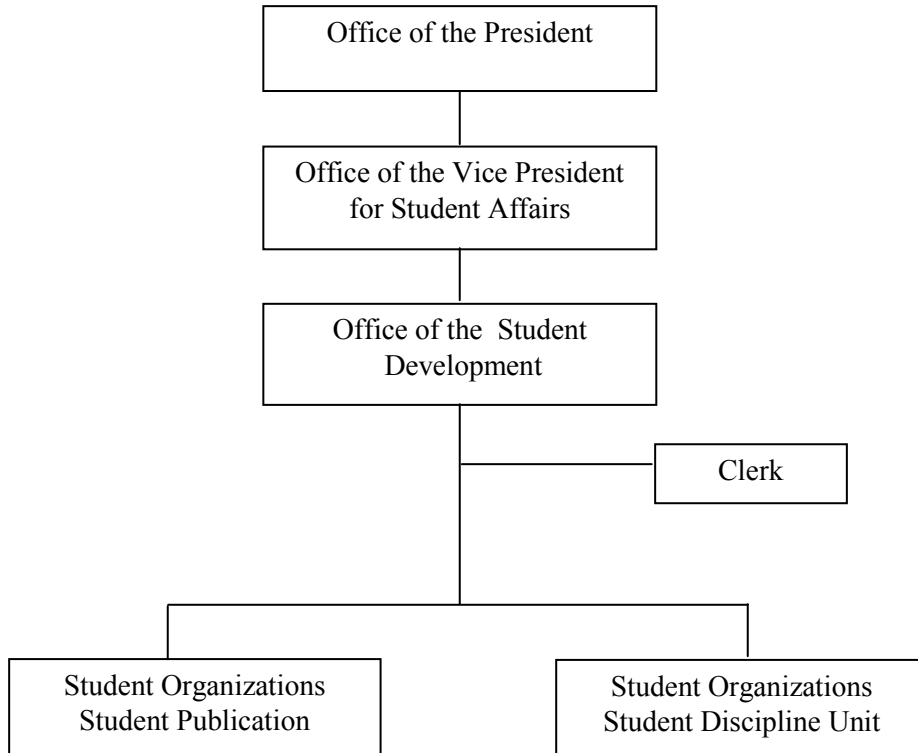 Office of the President
Office of the Vice President
for Student Affairs
Office of the Student
Development
Clerk
Student Organizations
Student Publication
Student Organizations
Student Discipline Unit